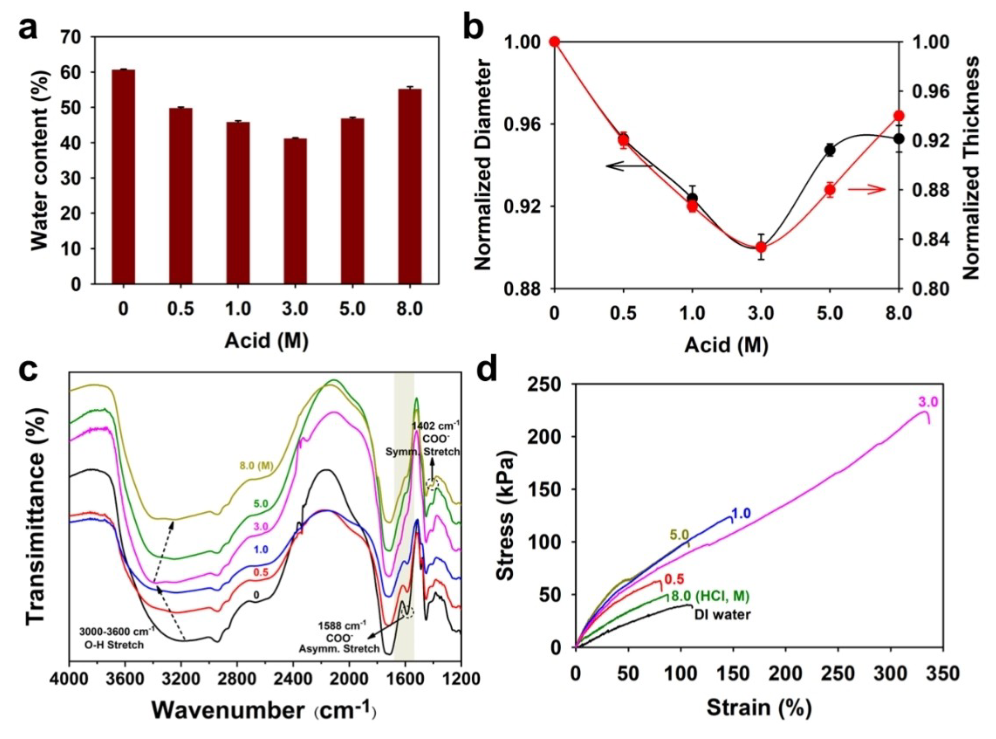 a
70
60
50
40
30
20
10
0
Water content (%)
0 0.5 1.0 3.0 5.0 8.0
Acid (M)
b
1.00
0.96
0.92
0.88
Normalized Diameter
1.00
0.96
0.92
0.88
0.84
0.80
Normalized Thickness
0 0.5 1.0 3.0 5.0 8.0
Acid (M)
c
Transimittance (%)
1402 cm⁻¹
COO⁻
Symm. Stretch
8.0 (M)
5.0
3.0
1.0
0.5
0
3000-3600 cm⁻¹
O-H Stretch
1588 cm⁻¹
COO⁻
Asymm. Stretch
4000 3600 3200 2800 2400 2000 1600 1200
Wavenumber (cm⁻¹)
d
250
200
150
100
50
0
Stress (kPa)
3.0
1.0
5.0
0.5
8.0 (HCl, M)
DI water
0 50 100 150 200 250 300 350
Strain (%)